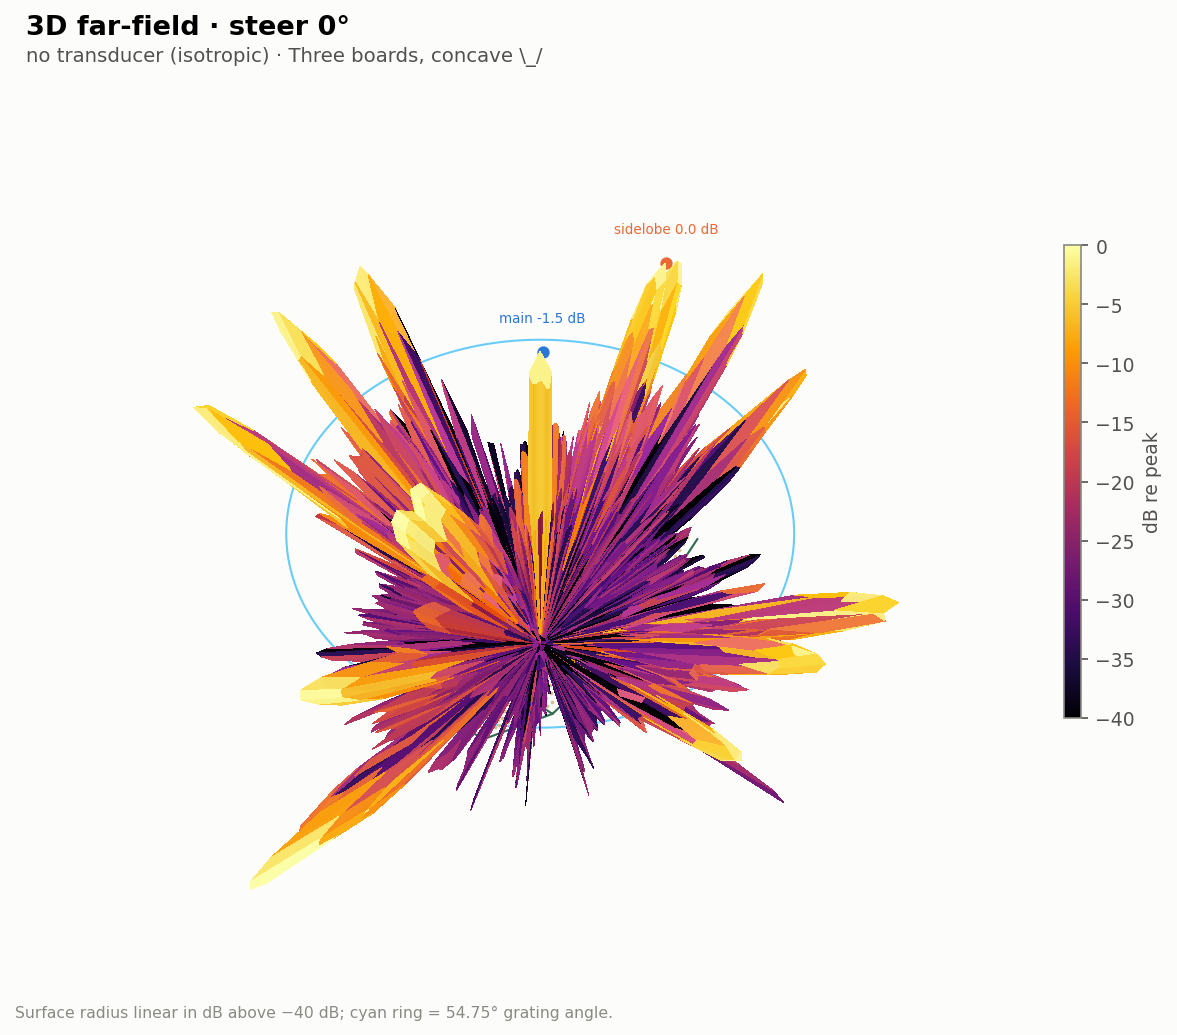 3D far-field · steer 0°
no transducer (isotropic) · Three boards, concave \_/
sidelobe 0.0 dB
main -1.5 dB
0
−5
−10
−15
−20
−25
−30
−35
−40
dB re peak
Surface radius linear in dB above −40 dB; cyan ring = 54.75° grating angle.